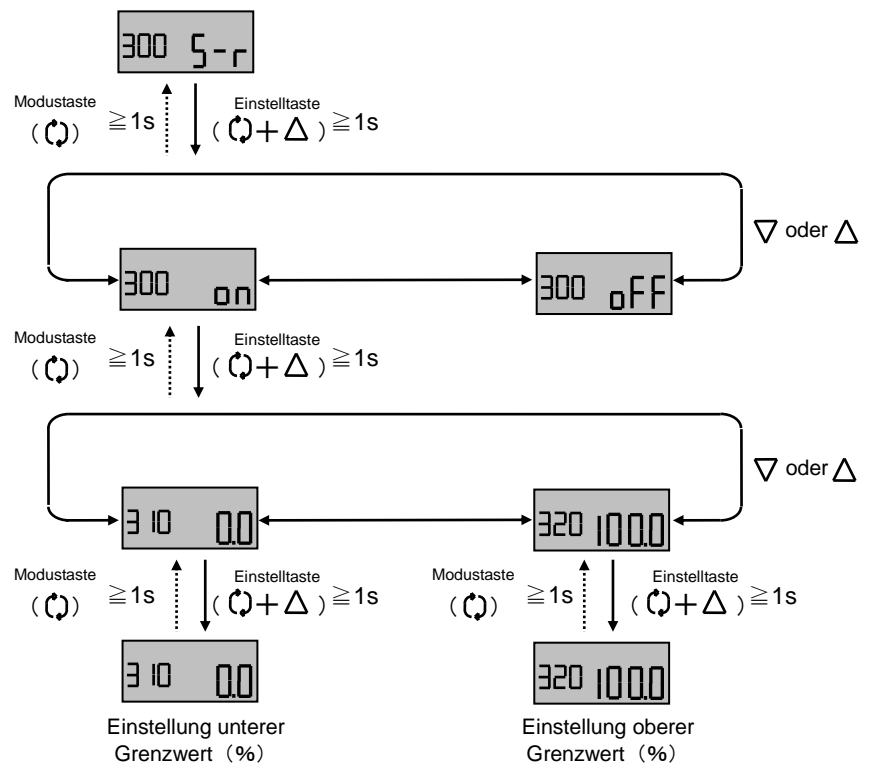 300 S-r
Modustaste
Einstelltaste
( ) ≧1s
( + △ ) ≧1s
▽ oder △
300 on
300 oFF
Modustaste
Einstelltaste
( ) ≧1s
( + △ ) ≧1s
▽ oder △
310 0.0
320 100.0
Modustaste
Einstelltaste
Modustaste
Einstelltaste
( ) ≧1s
( + △ ) ≧1s
( ) ≧1s
( + △ ) ≧1s
310 0.0
320 100.0
Einstellung unterer
Grenzwert (%)
Einstellung oberer
Grenzwert (%)